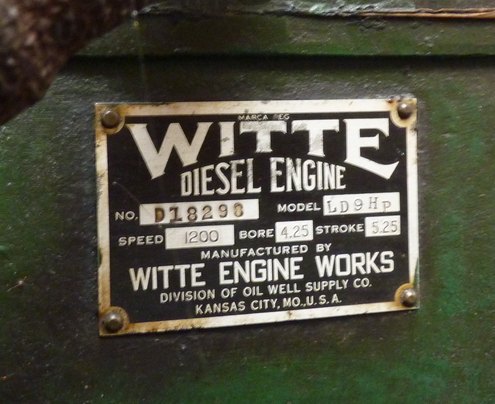 MARCA REG
WITTE
DIESEL ENGINE
NO. D18298 MODEL LD9HP
SPEED 1200 BORE 4.25 STROKE 5.25
MANUFACTURED BY
WITTE ENGINE WORKS
DIVISION OF OIL WELL SUPPLY CO.
KANSAS CITY, MO., U.S.A.